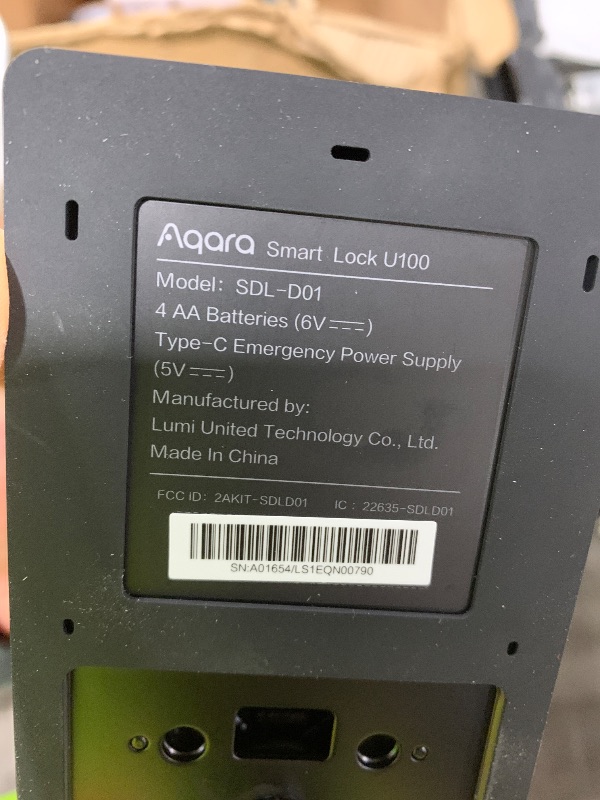 Aqara Smart Lock U100
Model: SDL-D01
4 AA Batteries (6V⎓)
Type-C Emergency Power Supply
(5V⎓)
Manufactured by:
Lumi United Technology Co., Ltd.
Made In China
FCC ID: 2AKIT-SDLD01 IC : 22635-SDLD01
SN:A01654/LS1EQN00790